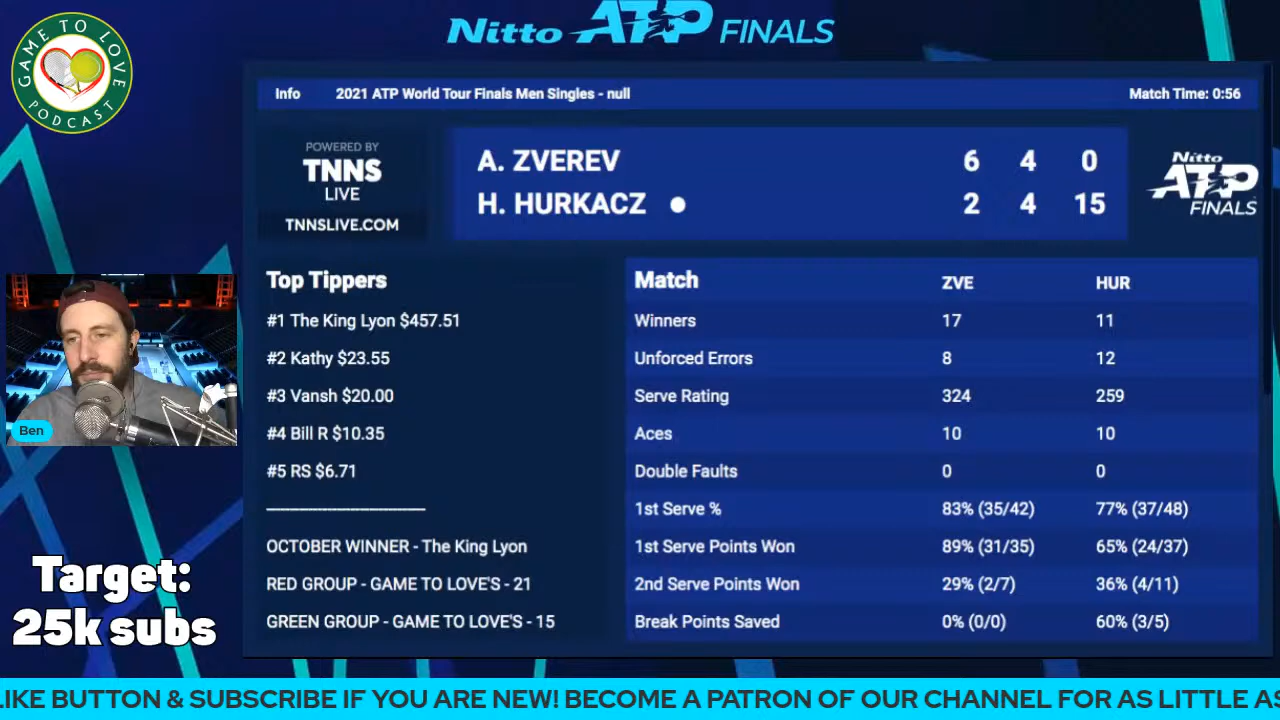 Nitto ATP FINALS
GAME TO LOVE
PODCAST
Info 2021 ATP World Tour Finals Men Singles - null Match Time: 0:56
POWERED BY
TNNS
LIVE
TNNSLIVE.COM
A. ZVEREV 6 4 0
H. HURKACZ 2 4 15
Nitto
ATP
FINALS
Top Tippers
#1 The King Lyon $457.51
#2 Kathy $23.55
#3 Vansh $20.00
#4 Bill R $10.35
#5 RS $6.71
OCTOBER WINNER - The King Lyon
RED GROUP - GAME TO LOVE'S - 21
GREEN GROUP - GAME TO LOVE'S - 15
Match ZVE HUR
Winners 17 11
Unforced Errors 8 12
Serve Rating 324 259
Aces 10 10
Double Faults 0 0
1st Serve % 83% (35/42) 77% (37/48)
1st Serve Points Won 89% (31/35) 65% (24/37)
2nd Serve Points Won 29% (2/7) 36% (4/11)
Break Points Saved 0% (0/0) 60% (3/5)
Ben
Target:
25k subs
LIKE BUTTON & SUBSCRIBE IF YOU ARE NEW! BECOME A PATRON OF OUR CHANNEL FOR AS LITTLE AS